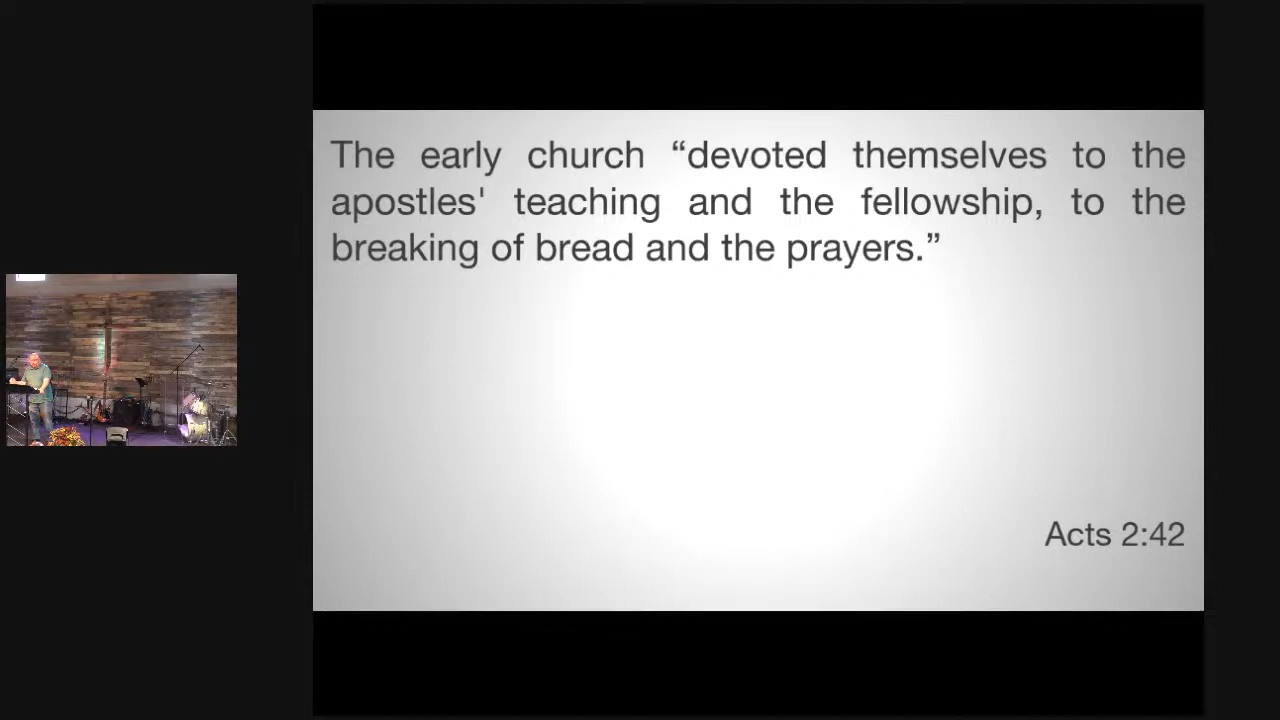 The early church “devoted themselves to the
apostles' teaching and the fellowship, to the
breaking of bread and the prayers.”
Acts 2:42